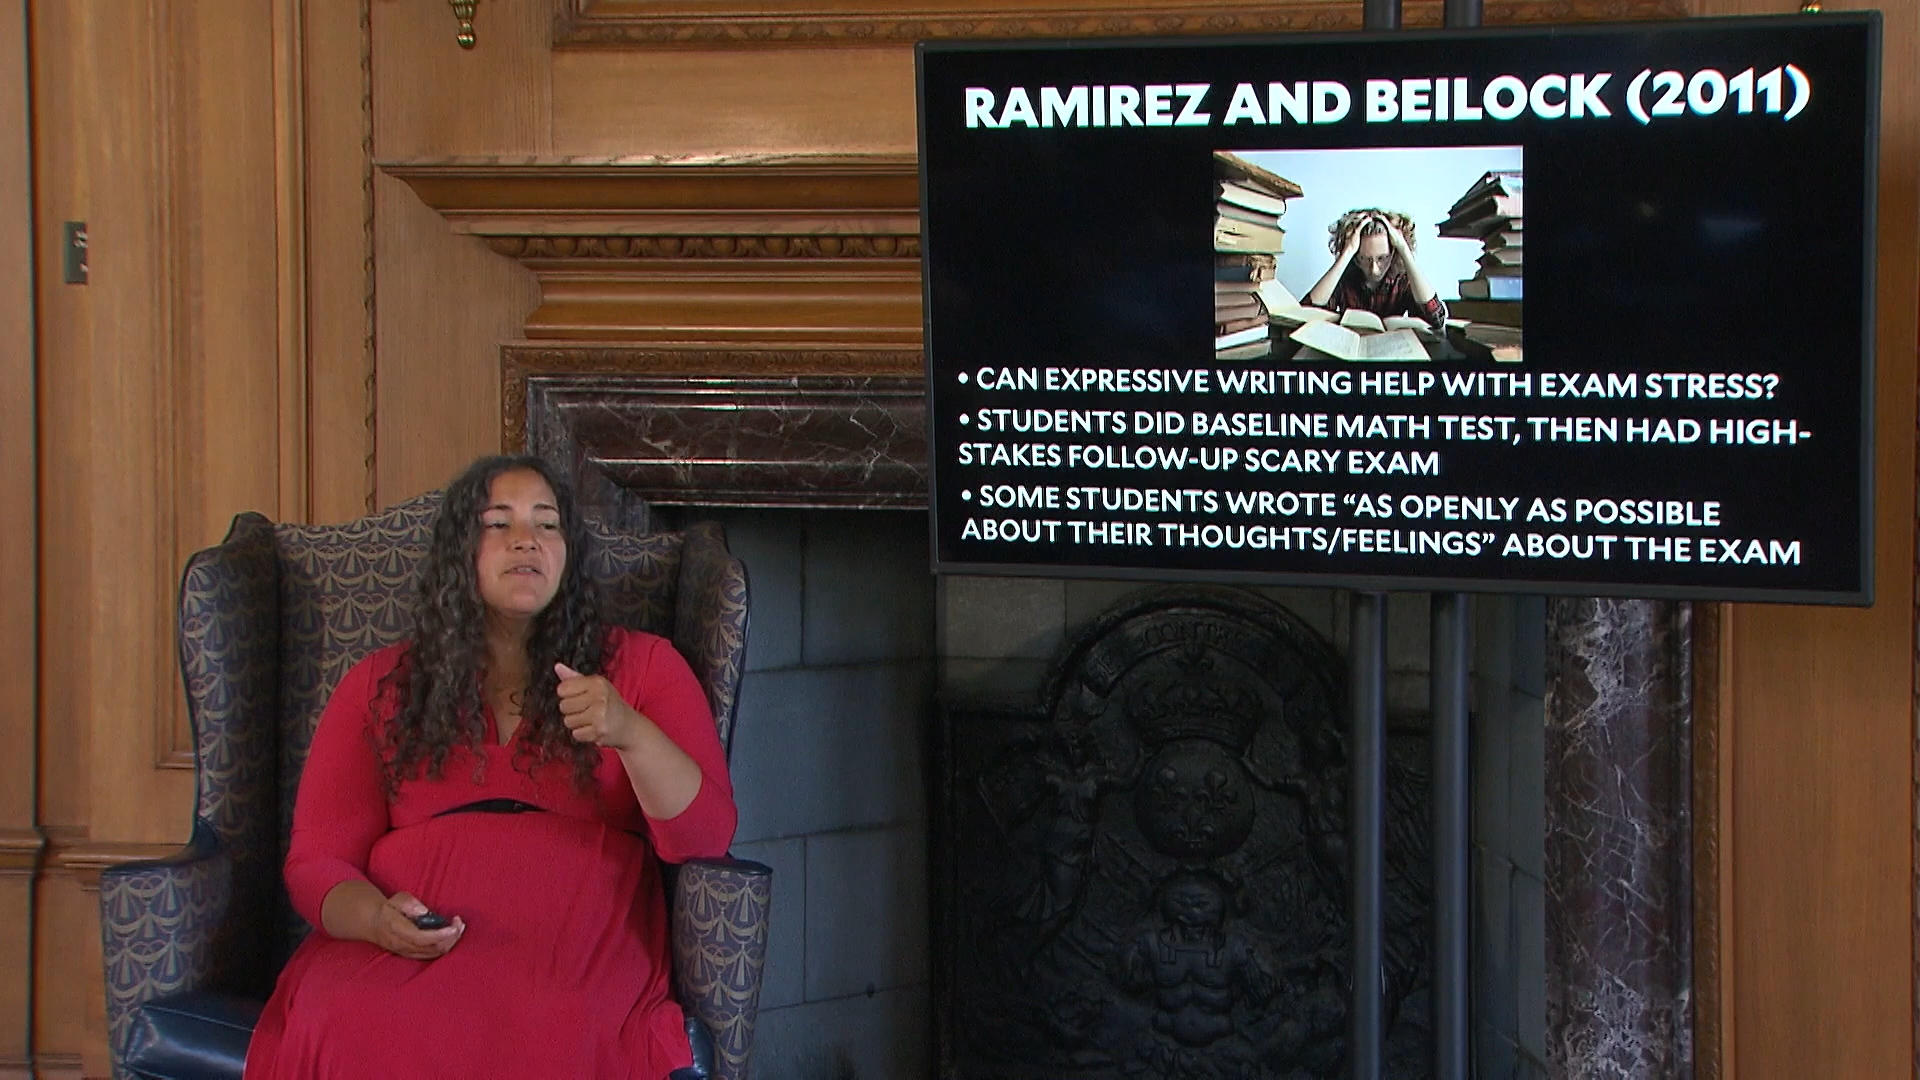 RAMIREZ AND BEILOCK (2011)
• CAN EXPRESSIVE WRITING HELP WITH EXAM STRESS?
• STUDENTS DID BASELINE MATH TEST, THEN HAD HIGH-
STAKES FOLLOW-UP SCARY EXAM
• SOME STUDENTS WROTE “AS OPENLY AS POSSIBLE
ABOUT THEIR THOUGHTS/FEELINGS” ABOUT THE EXAM